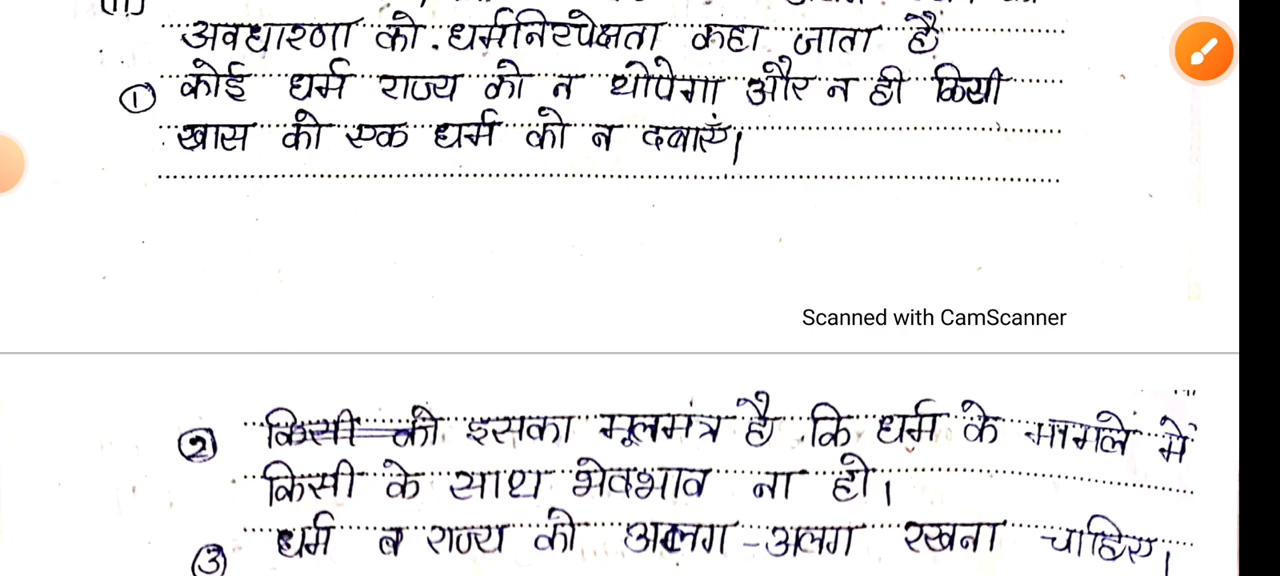 अवधारणा को धर्मनिरपेक्षता कहा जाता है
① कोई धर्म राज्य को न थोपेगा और न ही किसी
खास को एक धर्म को न दबाएँ।
Scanned with CamScanner
② किसी को इसका मूलमंत्र है कि धर्म के मामले में
किसी के साथ भेवभाव ना हो।
③ धर्म व राज्य को अलग-अलग रखना चाहिए।